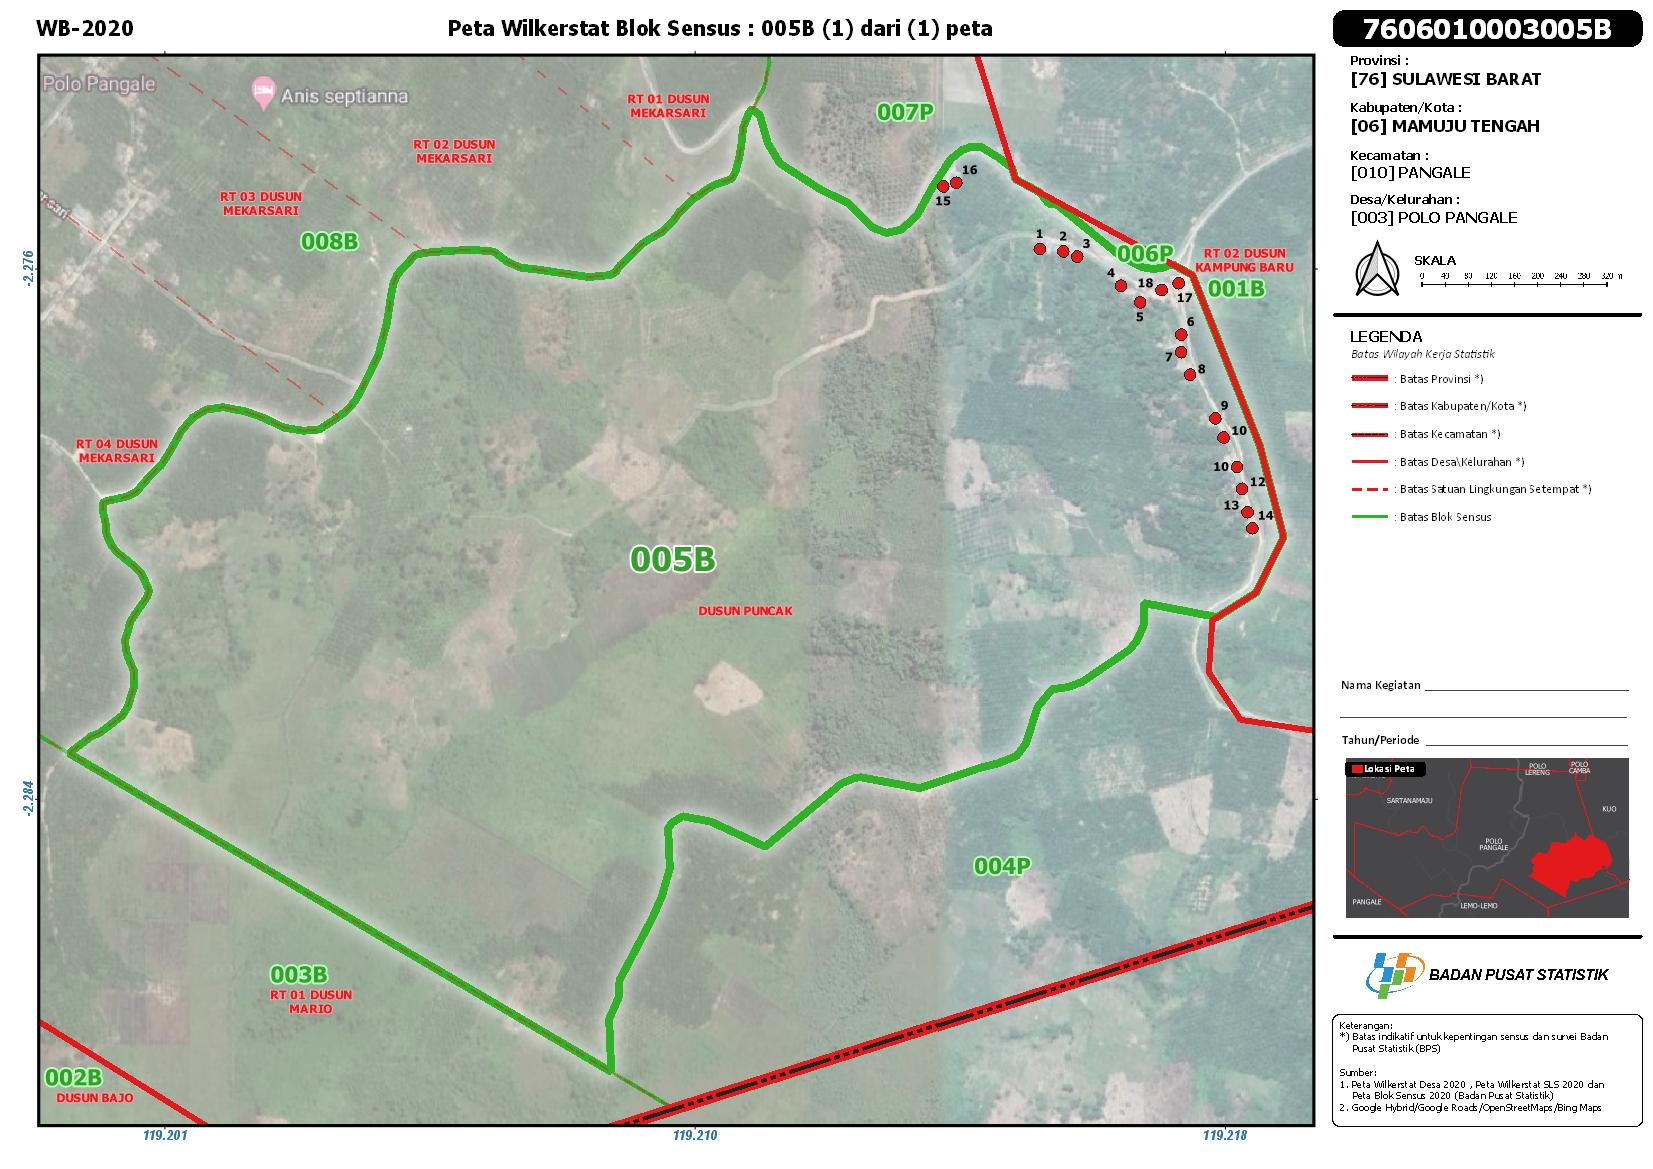 WB-2020
Peta Wilkerstat Blok Sensus : 005B (1) dari (1) peta
7606010003005B
Provinsi :
[76] SULAWESI BARAT
Kabupaten/Kota :
[06] MAMUJU TENGAH
Kecamatan :
[010] PANGALE
Desa/Kelurahan :
[003] POLO PANGALE
SKALA
0 40 80 120 160 200 240 280 320 m
LEGENDA
Batas Wilayah Kerja Statistik
: Batas Provinsi *)
: Batas Kabupaten/Kota *)
: Batas Kecamatan *)
: Batas Desa\Kelurahan *)
: Batas Satuan Lingkungan Setempat *)
: Batas Blok Sensus
Nama Kegiatan
Tahun/Periode
Lokasi Peta
POLO
LERENG
POLO
CAMBA
SARTANAMAJU
KUO
POLO
PANGALE
PANGALE
LEMO-LEMO
BADAN PUSAT STATISTIK
Keterangan:
*) Batas indikatif untuk kepentingan sensus dan survei Badan
Pusat Statistik (BPS)
Sumber:
1. Peta Wilkerstat Desa 2020 , Peta Wilkerstat SLS 2020 dan
Peta Blok Sensus 2020 (Badan Pusat Statistik)
2. Google Hybrid/Google Roads/OpenStreetMaps/Bing Maps
Polo Pangale
Anis septianna
RT 01 DUSUN
MEKARSARI
007P
RT 02 DUSUN
MEKARSARI
RT 03 DUSUN
MEKARSARI
008B
16
15
1
2
3
006P
RT 02 DUSUN
KAMPUNG BARU
001B
4
18
17
5
6
7
8
9
10
10
12
13
14
RT 04 DUSUN
MEKARSARI
005B
DUSUN PUNCAK
004P
003B
RT 01 DUSUN
MARIO
002B
DUSUN BAJO
-2.276
-2.284
119.201
119.210
119.218